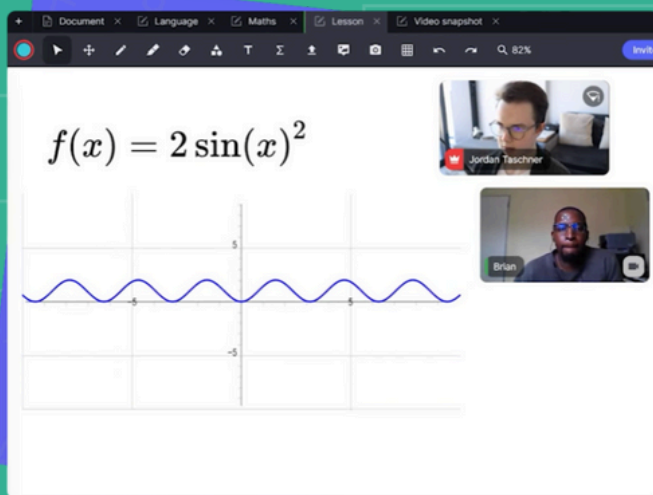 Document Language Maths Lesson Video snapshot
T Σ 82% Invit
f(x) = 2 sin(x)²
Jordan Taschner
5
Brian
-5 5
-5